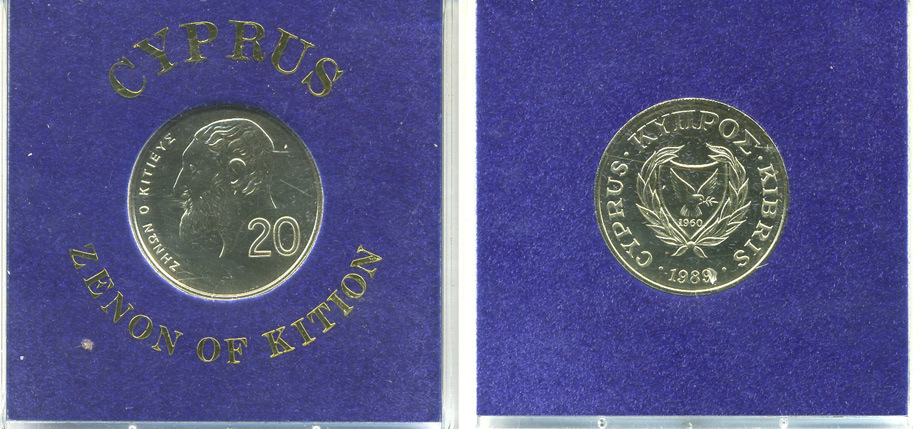 CYPRUS
ΖΗΝΩΝ Ο ΚΙΤΙΕΥΣ
20
ZENON OF KITION
CYPRUS · ΚΥΠΡΟΣ · KIBRIS
1960
· 1989 ·